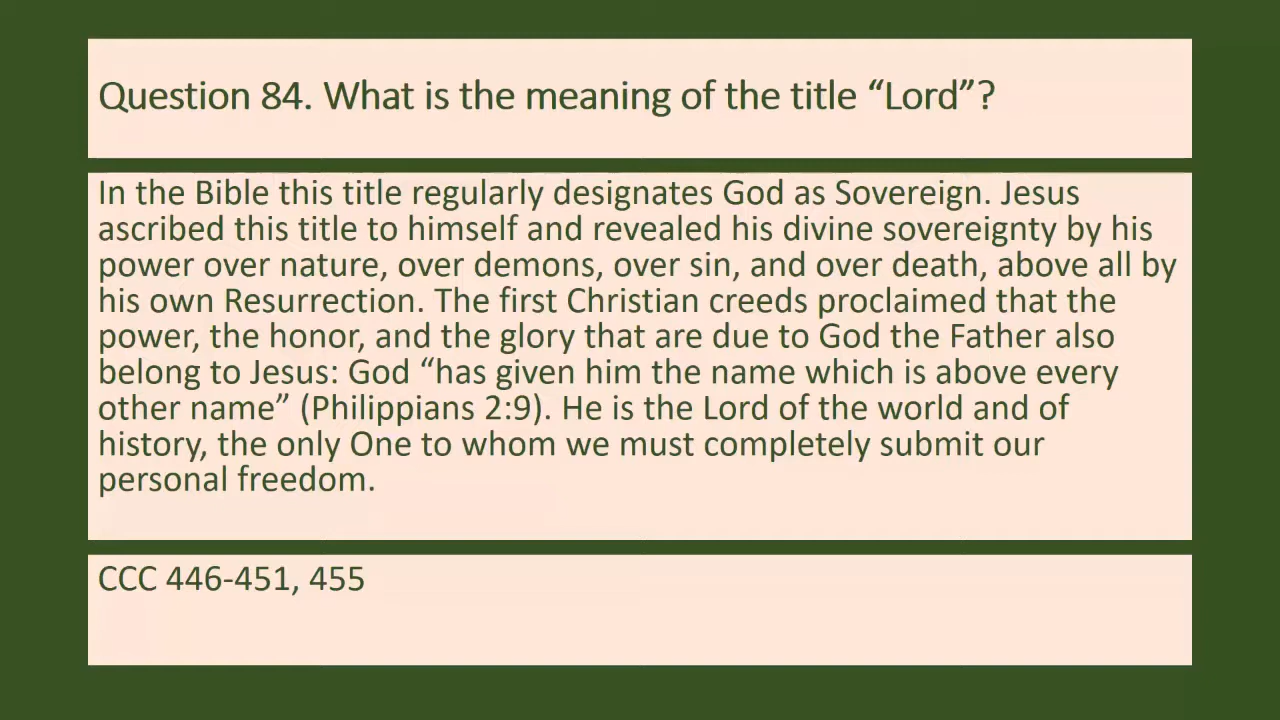 Question 84. What is the meaning of the title “Lord”?
In the Bible this title regularly designates God as Sovereign. Jesus
ascribed this title to himself and revealed his divine sovereignty by his
power over nature, over demons, over sin, and over death, above all by
his own Resurrection. The first Christian creeds proclaimed that the
power, the honor, and the glory that are due to God the Father also
belong to Jesus: God “has given him the name which is above every
other name” (Philippians 2:9). He is the Lord of the world and of
history, the only One to whom we must completely submit our
personal freedom.
CCC 446-451, 455